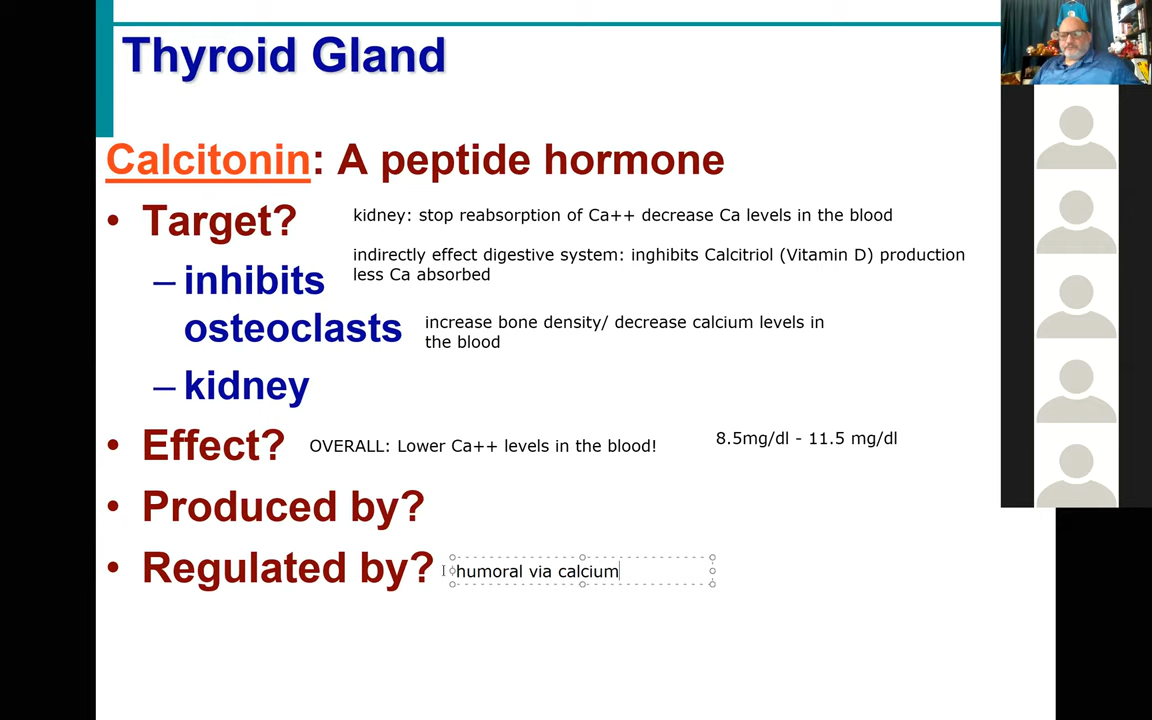 Thyroid Gland
Calcitonin: A peptide hormone
• Target?
kidney: stop reabsorption of Ca++ decrease Ca levels in the blood
indirectly effect digestive system: inghibits Calcitriol (Vitamin D) production
less Ca absorbed
– inhibits
osteoclasts
increase bone density/ decrease calcium levels in
the blood
– kidney
• Effect?
OVERALL: Lower Ca++ levels in the blood!
8.5mg/dl - 11.5 mg/dl
• Produced by?
• Regulated by?
humoral via calcium